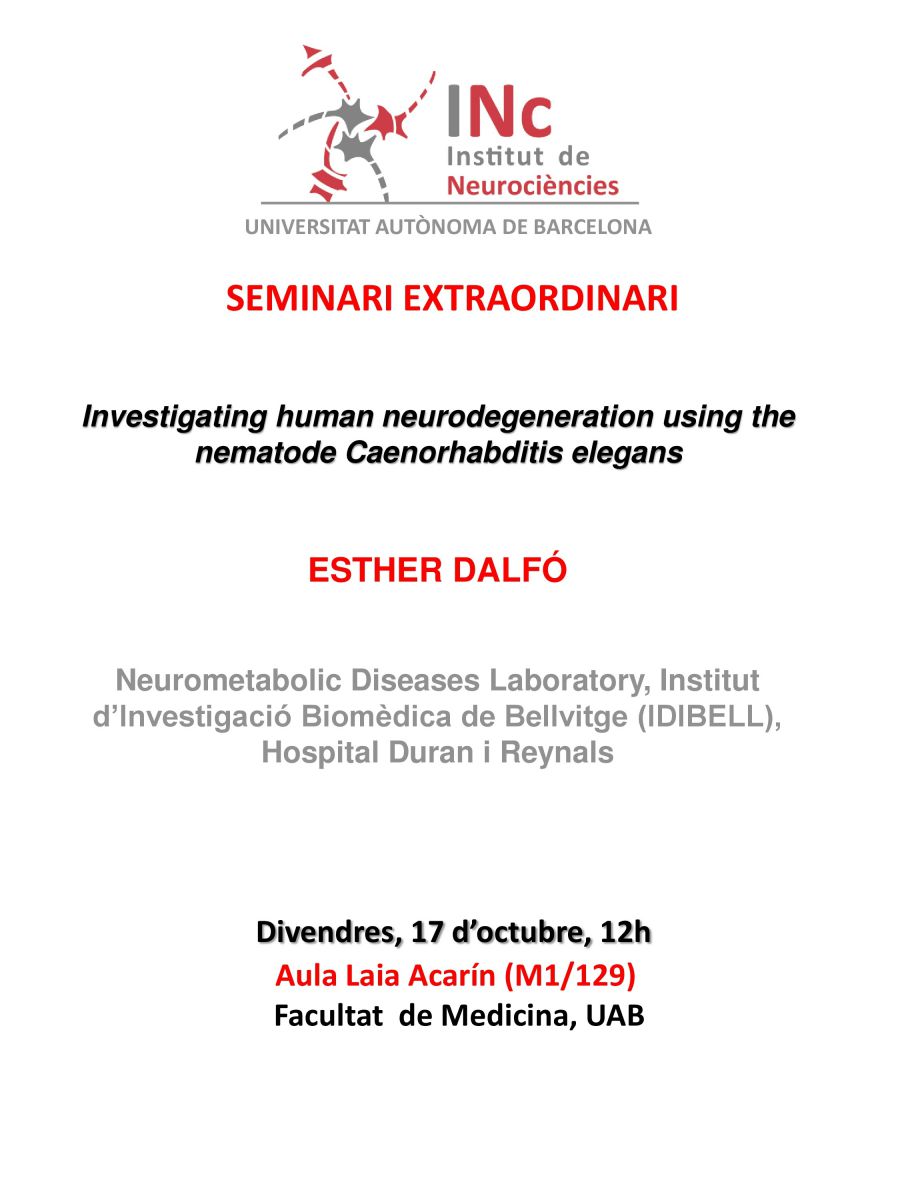 INc
Institut de
Neurociències
UNIVERSITAT AUTÒNOMA DE BARCELONA
SEMINARI EXTRAORDINARI
Investigating human neurodegeneration using the
nematode Caenorhabditis elegans
ESTHER DALFÓ
Neurometabolic Diseases Laboratory, Institut
d’Investigació Biomèdica de Bellvitge (IDIBELL),
Hospital Duran i Reynals
Divendres, 17 d’octubre, 12h
Aula Laia Acarín (M1/129)
Facultat de Medicina, UAB